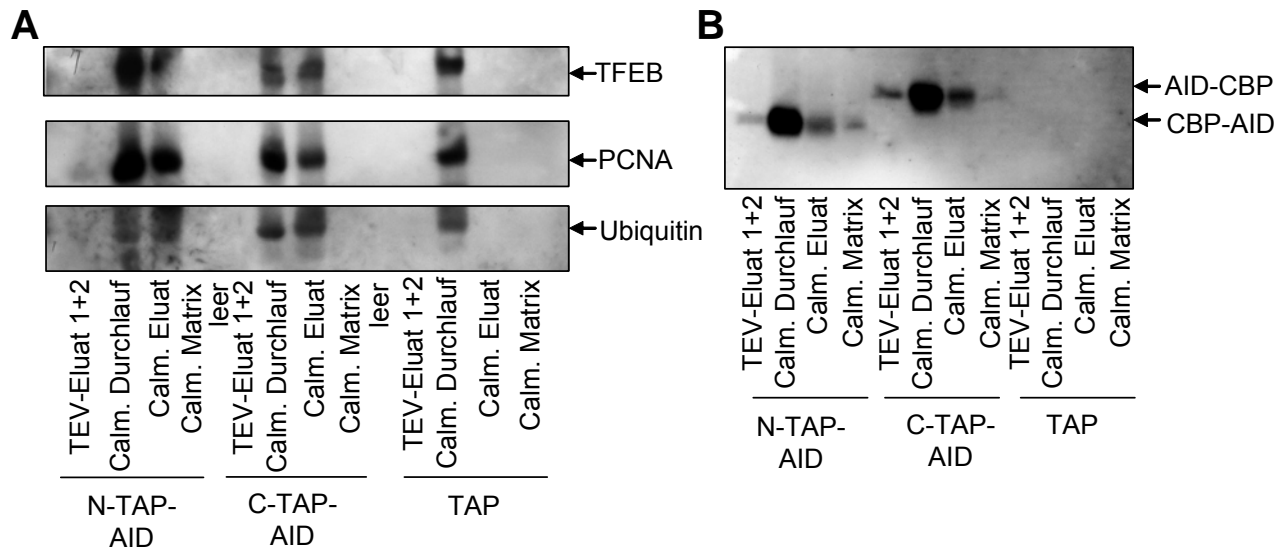 A
TFEB
PCNA
Ubiquitin
TEV-Eluat 1+2
Calm. Durchlauf
Calm. Eluat
Calm. Matrix
leer
TEV-Eluat 1+2
Calm. Durchlauf
Calm. Eluat
Calm. Matrix
leer
TEV-Eluat 1+2
Calm. Durchlauf
Calm. Eluat
Calm. Matrix
N-TAP-
AID
C-TAP-
AID
TAP
B
AID-CBP
CBP-AID
TEV-Eluat 1+2
Calm. Durchlauf
Calm. Eluat
Calm. Matrix
TEV-Eluat 1+2
Calm. Durchlauf
Calm. Eluat
Calm. Matrix
TEV-Eluat 1+2
Calm. Durchlauf
Calm. Eluat
Calm. Matrix
N-TAP-
AID
C-TAP-
AID
TAP